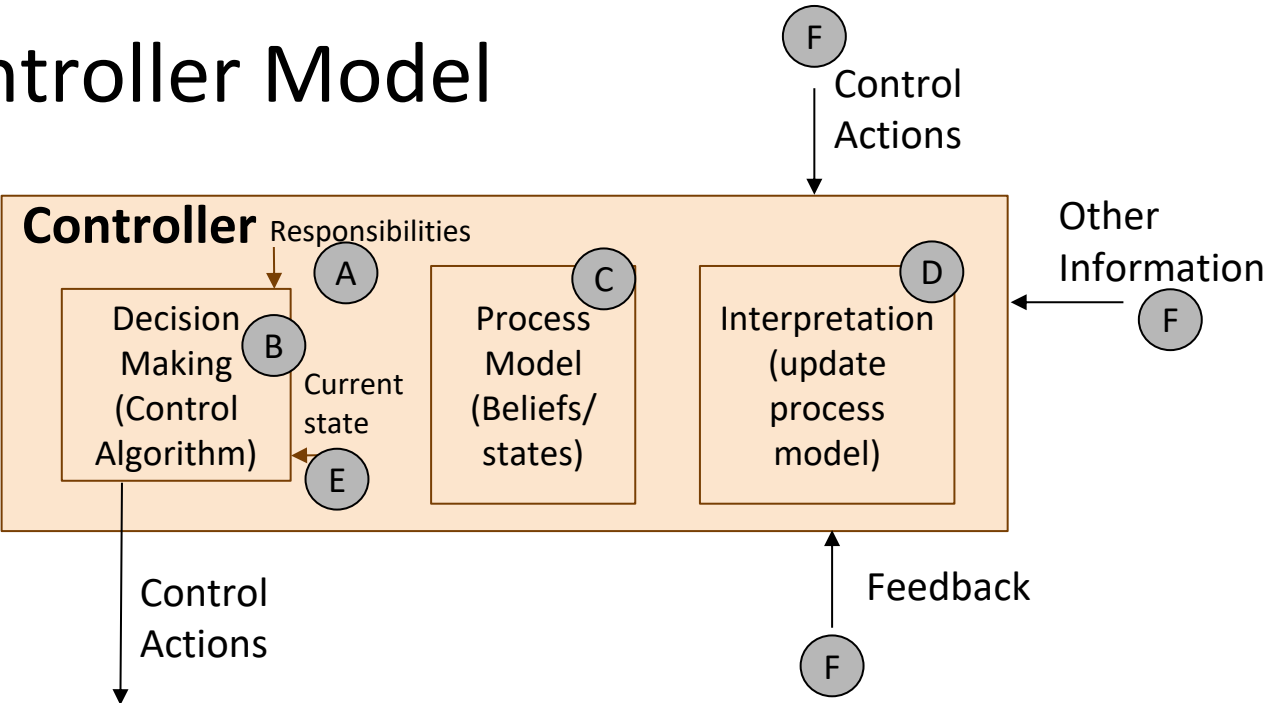 ntroller Model
F
Control
Actions
Controller
Responsibilities
A
Other
Information
F
Decision
Making
(Control
Algorithm)
B
Current
state
E
C
Process
Model
(Beliefs/
states)
D
Interpretation
(update
process
model)
Control
Actions
Feedback
F